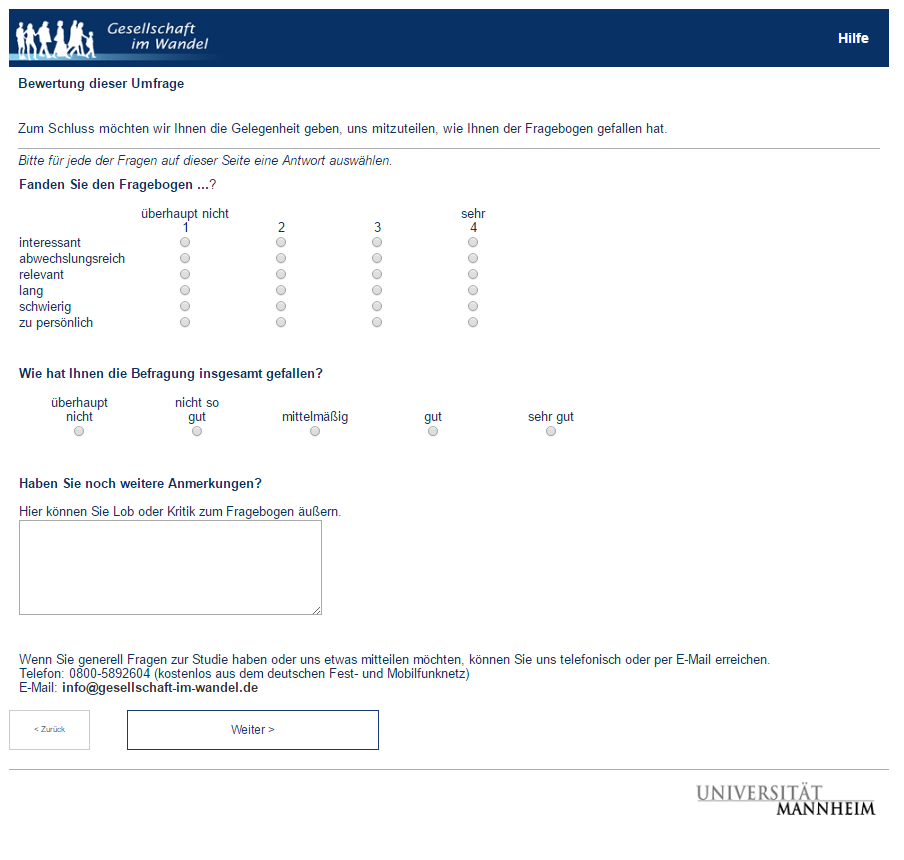 Gesellschaft
im Wandel
Hilfe
Bewertung dieser Umfrage
Zum Schluss möchten wir Ihnen die Gelegenheit geben, uns mitzuteilen, wie Ihnen der Fragebogen gefallen hat.
Bitte für jede der Fragen auf dieser Seite eine Antwort auswählen.
Fanden Sie den Fragebogen ...?
überhaupt nicht sehr
1 2 3 4
interessant
abwechslungsreich
relevant
lang
schwierig
zu persönlich
Wie hat Ihnen die Befragung insgesamt gefallen?
überhaupt nicht so
nicht gut mittelmäßig gut sehr gut
Haben Sie noch weitere Anmerkungen?
Hier können Sie Lob oder Kritik zum Fragebogen äußern.
Wenn Sie generell Fragen zur Studie haben oder uns etwas mitteilen möchten, können Sie uns telefonisch oder per E-Mail erreichen.
Telefon: 0800-5892604 (kostenlos aus dem deutschen Fest- und Mobilfunknetz)
E-Mail: info@gesellschaft-im-wandel.de
< Zurück Weiter >
UNIVERSITÄT
MANNHEIM